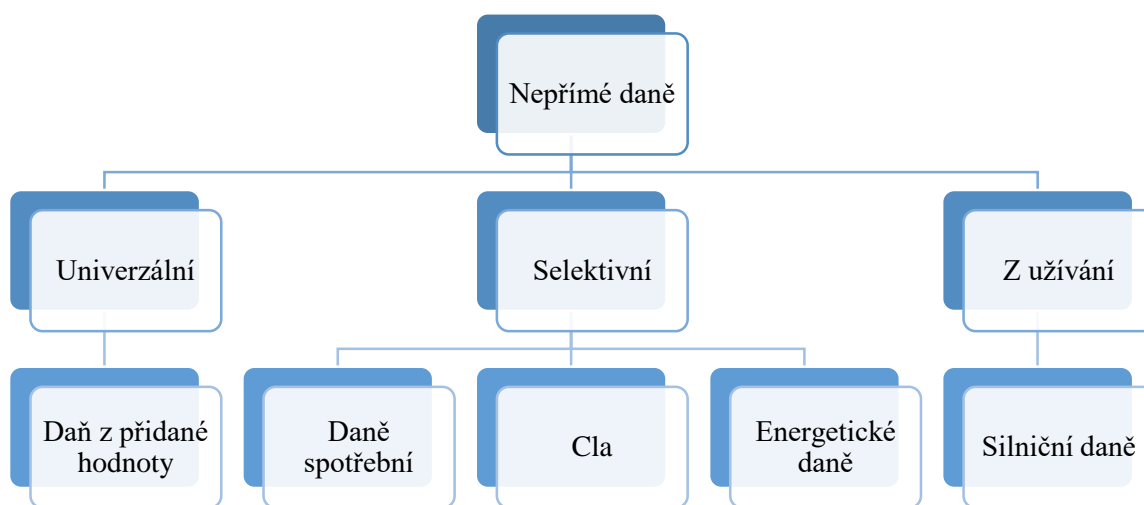 Nepřímé daně
Univerzální
Selektivní
Z užívání
Daň z přidané
hodnoty
Daně
spotřební
Cla
Energetické
daně
Silniční daně